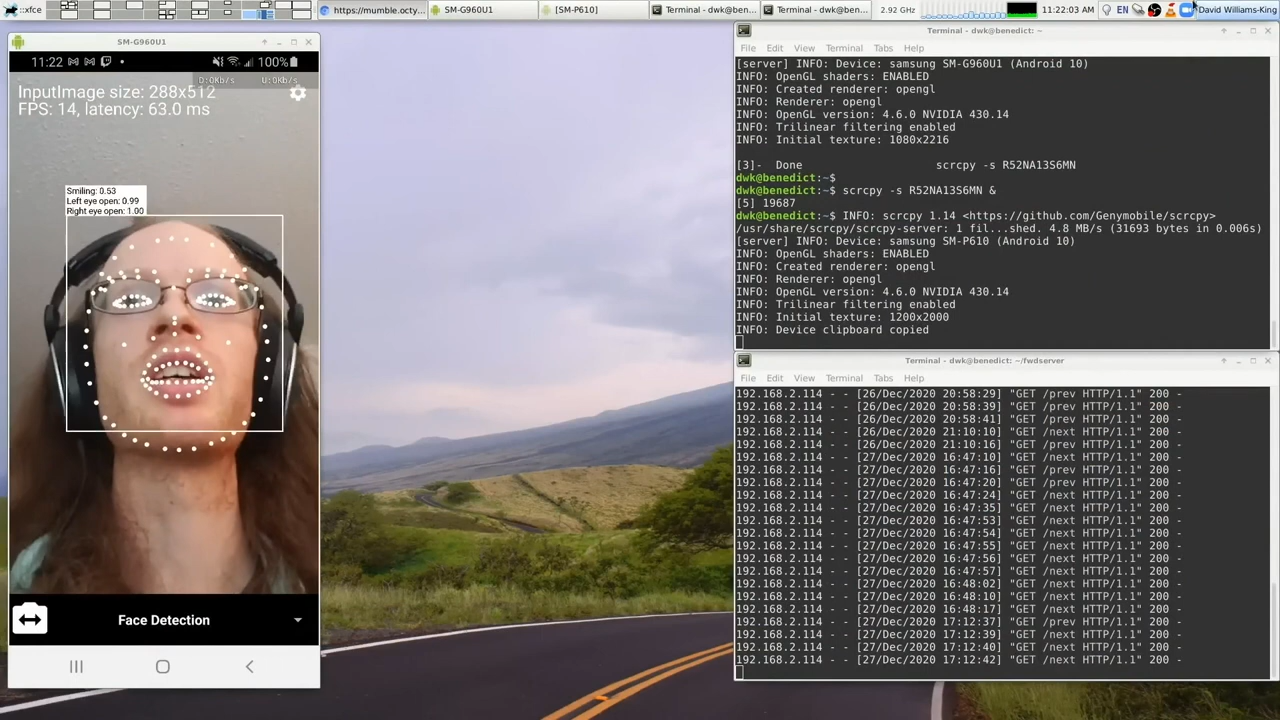 xfce
https://mumble.octy...
SM-G960U1
[SM-P610]
Terminal - dwk@ben...
Terminal - dwk@ben...
2.92 GHz
11:22:03 AM
EN
David Williams-King
SM-G960U1
11:22
100%
D:0Kb/s U:0Kb/s
InputImage size: 288x512
FPS: 14, latency: 63.0 ms
Smiling: 0.53
Left eye open: 0.99
Right eye open: 1.00
Face Detection
Terminal - dwk@benedict: ~
File Edit View Terminal Tabs Help
[server] INFO: Device: samsung SM-G960U1 (Android 10)
INFO: OpenGL shaders: ENABLED
INFO: Created renderer: opengl
INFO: Renderer: opengl
INFO: OpenGL version: 4.6.0 NVIDIA 430.14
INFO: Trilinear filtering enabled
INFO: Initial texture: 1080x2216
[3]- Done scrcpy -s R52NA13S6MN
dwk@benedict:~$
dwk@benedict:~$ scrcpy -s R52NA13S6MN &
[5] 19687
dwk@benedict:~$ INFO: scrcpy 1.14 <https://github.com/Genymobile/scrcpy>
/usr/share/scrcpy/scrcpy-server: 1 fil...shed. 4.8 MB/s (31693 bytes in 0.006s)
[server] INFO: Device: samsung SM-P610 (Android 10)
INFO: OpenGL shaders: ENABLED
INFO: Created renderer: opengl
INFO: Renderer: opengl
INFO: OpenGL version: 4.6.0 NVIDIA 430.14
INFO: Trilinear filtering enabled
INFO: Initial texture: 1200x2000
INFO: Device clipboard copied
Terminal - dwk@benedict: ~/fwdserver
File Edit View Terminal Tabs Help
192.168.2.114 - - [26/Dec/2020 20:58:29] "GET /prev HTTP/1.1" 200 -
192.168.2.114 - - [26/Dec/2020 20:58:39] "GET /prev HTTP/1.1" 200 -
192.168.2.114 - - [26/Dec/2020 20:58:41] "GET /next HTTP/1.1" 200 -
192.168.2.114 - - [26/Dec/2020 21:10:10] "GET /next HTTP/1.1" 200 -
192.168.2.114 - - [26/Dec/2020 21:10:16] "GET /prev HTTP/1.1" 200 -
192.168.2.114 - - [27/Dec/2020 16:47:10] "GET /next HTTP/1.1" 200 -
192.168.2.114 - - [27/Dec/2020 16:47:16] "GET /prev HTTP/1.1" 200 -
192.168.2.114 - - [27/Dec/2020 16:47:20] "GET /prev HTTP/1.1" 200 -
192.168.2.114 - - [27/Dec/2020 16:47:24] "GET /next HTTP/1.1" 200 -
192.168.2.114 - - [27/Dec/2020 16:47:35] "GET /next HTTP/1.1" 200 -
192.168.2.114 - - [27/Dec/2020 16:47:53] "GET /next HTTP/1.1" 200 -
192.168.2.114 - - [27/Dec/2020 16:47:54] "GET /next HTTP/1.1" 200 -
192.168.2.114 - - [27/Dec/2020 16:47:55] "GET /next HTTP/1.1" 200 -
192.168.2.114 - - [27/Dec/2020 16:47:56] "GET /next HTTP/1.1" 200 -
192.168.2.114 - - [27/Dec/2020 16:47:57] "GET /next HTTP/1.1" 200 -
192.168.2.114 - - [27/Dec/2020 16:48:02] "GET /next HTTP/1.1" 200 -
192.168.2.114 - - [27/Dec/2020 16:48:10] "GET /next HTTP/1.1" 200 -
192.168.2.114 - - [27/Dec/2020 16:48:17] "GET /next HTTP/1.1" 200 -
192.168.2.114 - - [27/Dec/2020 17:12:37] "GET /prev HTTP/1.1" 200 -
192.168.2.114 - - [27/Dec/2020 17:12:39] "GET /next HTTP/1.1" 200 -
192.168.2.114 - - [27/Dec/2020 17:12:40] "GET /next HTTP/1.1" 200 -
192.168.2.114 - - [27/Dec/2020 17:12:42] "GET /next HTTP/1.1" 200 -